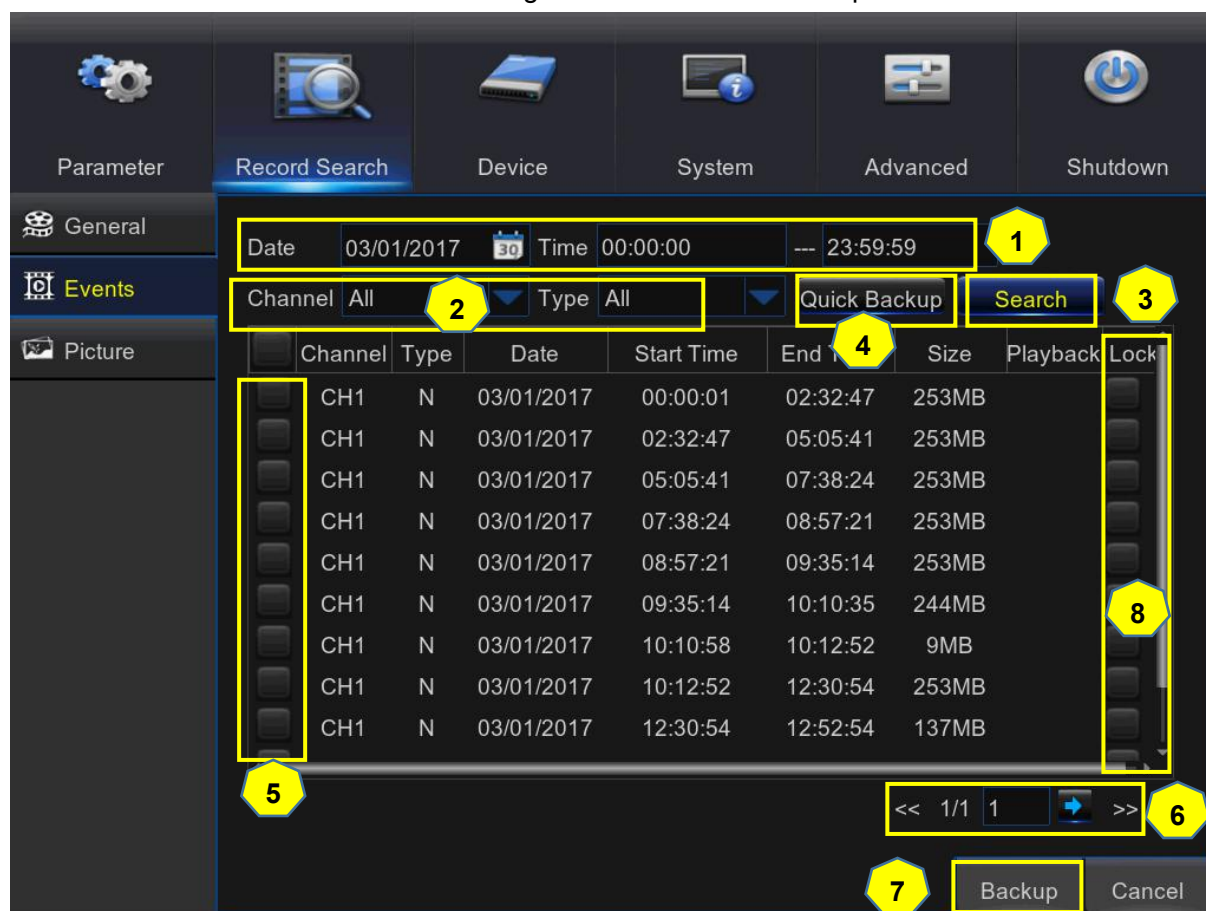 Parameter Record Search Device System Advanced Shutdown
General
Events
Picture
Date 03/01/2017 30 Time 00:00:00 --- 23:59:59 1
Channel All 2 Type All Quick Backup Search 3
4
Channel Type Date Start Time Size Playback Lock
CH1 N 03/01/2017 00:00:01 02:32:47 253MB
CH1 N 03/01/2017 02:32:47 05:05:41 253MB
CH1 N 03/01/2017 05:05:41 07:38:24 253MB
CH1 N 03/01/2017 07:38:24 08:57:21 253MB
CH1 N 03/01/2017 08:57:21 09:35:14 253MB
CH1 N 03/01/2017 09:35:14 10:10:35 244MB
8
CH1 N 03/01/2017 10:10:58 10:12:52 9MB
CH1 N 03/01/2017 10:12:52 12:30:54 253MB
CH1 N 03/01/2017 12:30:54 12:52:54 137MB
5
<< 1/1 1 >> 6
7 Backup Cancel